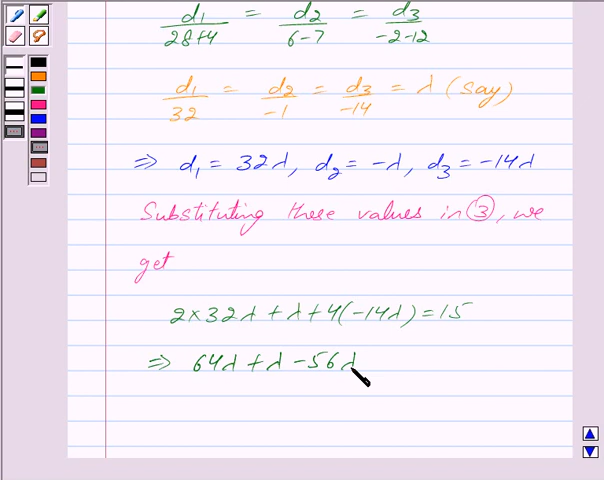 d₁/28+4 = d₂/6-7 = d₃/-2-12
d₁/32 = d₂/-1 = d₃/-14 = λ (Say)
⇒ d₁ = 32λ, d₂ = -λ, d₃ = -14λ
Substituting these values in ③, we
get
2×32λ + λ + 4(-14λ) = 15
⇒ 64λ + λ - 56λ